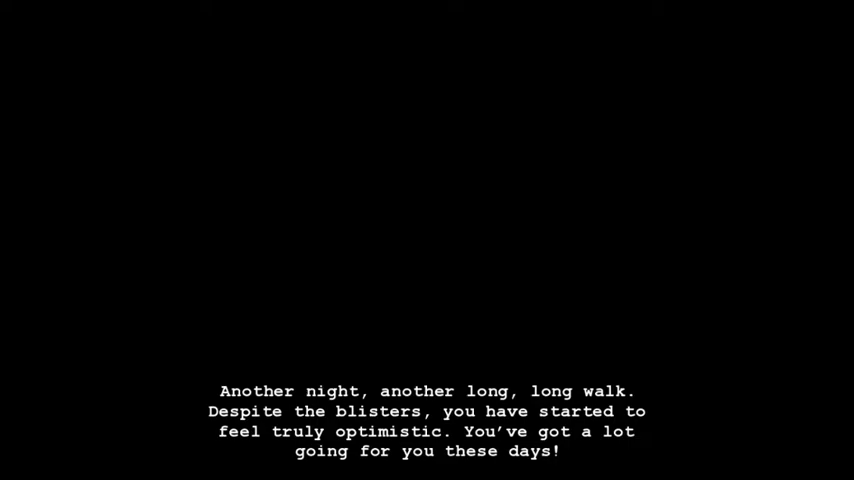 Another night, another long, long walk.
Despite the blisters, you have started to
feel truly optimistic. You’ve got a lot
going for you these days!